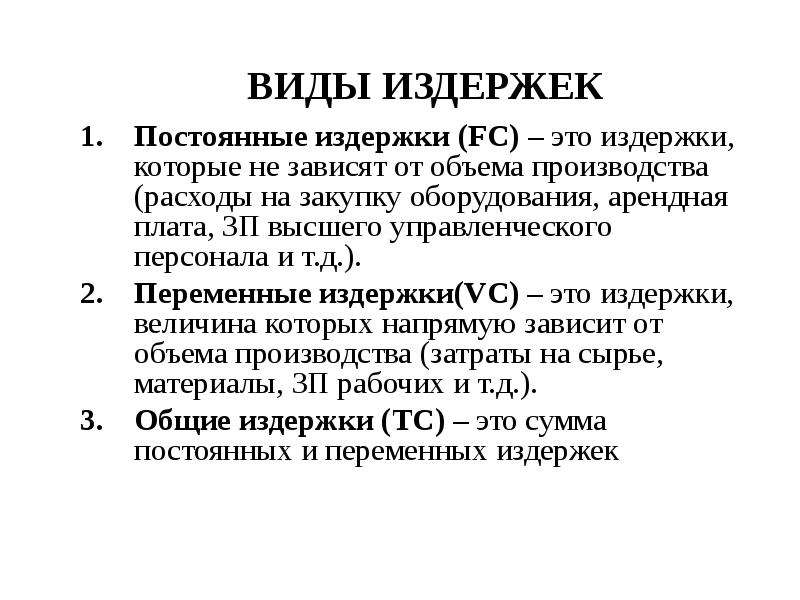 ВИДЫ ИЗДЕРЖЕК
1. Постоянные издержки (FC) – это издержки,
которые не зависят от объема производства
(расходы на закупку оборудования, арендная
плата, ЗП высшего управленческого
персонала и т.д.).
2. Переменные издержки(VC) – это издержки,
величина которых напрямую зависит от
объема производства (затраты на сырье,
материалы, ЗП рабочих и т.д.).
3. Общие издержки (TC) – это сумма
постоянных и переменных издержек